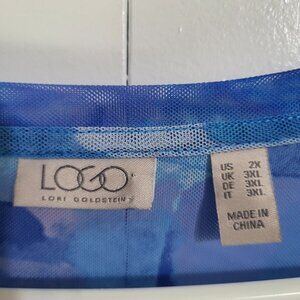 LOGO
LORI GOLDSTEIN
US 2X
UK 3XL
DE 3XL
IT 3XL
MADE IN
CHINA